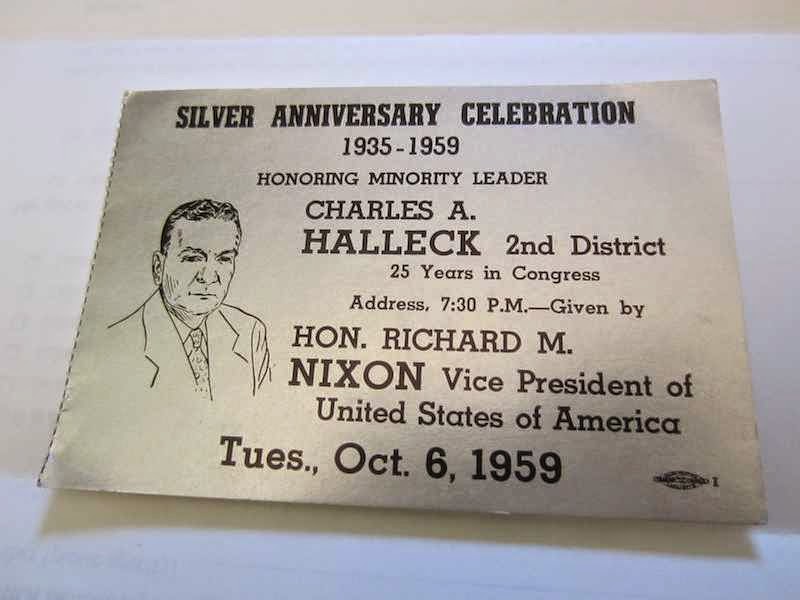 SILVER ANNIVERSARY CELEBRATION
1935-1959
HONORING MINORITY LEADER
CHARLES A.
HALLECK 2nd District
25 Years in Congress
Address, 7:30 P.M.—Given by
HON. RICHARD M.
NIXON Vice President of
United States of America
Tues., Oct. 6, 1959